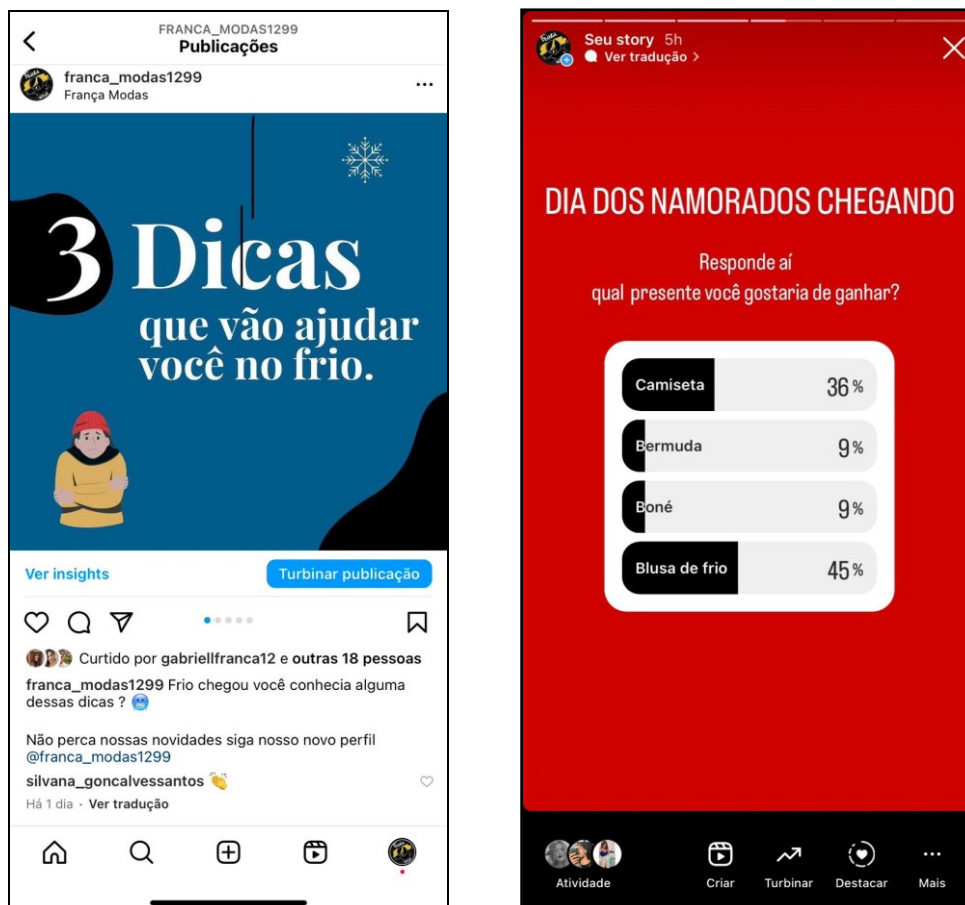 FRANCA_MODAS1299
Publicações
franca_modas1299
França Modas
3 Dicas
que vão ajudar
você no frio.
Ver insights
Turbinar publicação
Curtido por gabriellfranca12 e outras 18 pessoas
franca_modas1299 Frio chegou você conhecia alguma
dessas dicas ? 🥶
Não perca nossas novidades siga nosso novo perfil
@franca_modas1299
silvana_goncalvessantos 👏
Há 1 dia · Ver tradução
Seu story 5h
Ver tradução >
DIA DOS NAMORADOS CHEGANDO
Responde aí
qual presente você gostaria de ganhar?
Camiseta 36%
Bermuda 9%
Boné 9%
Blusa de frio 45%
Atividade
Criar
Turbinar
Destacar
Mais